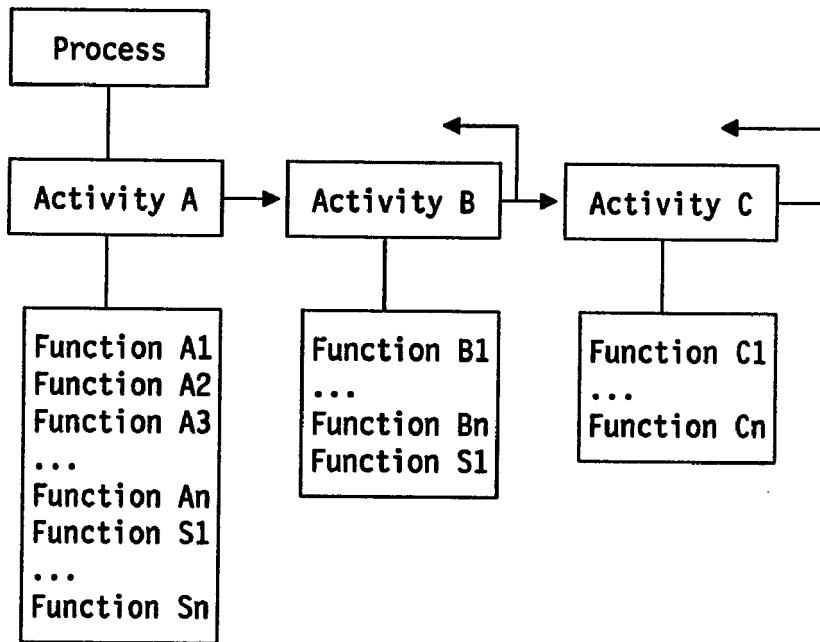 Process
Activity A
Activity B
Activity C
Function A1
Function A2
Function A3
...
Function An
Function S1
...
Function Sn
Function B1
...
Function Bn
Function S1
Function C1
...
Function Cn